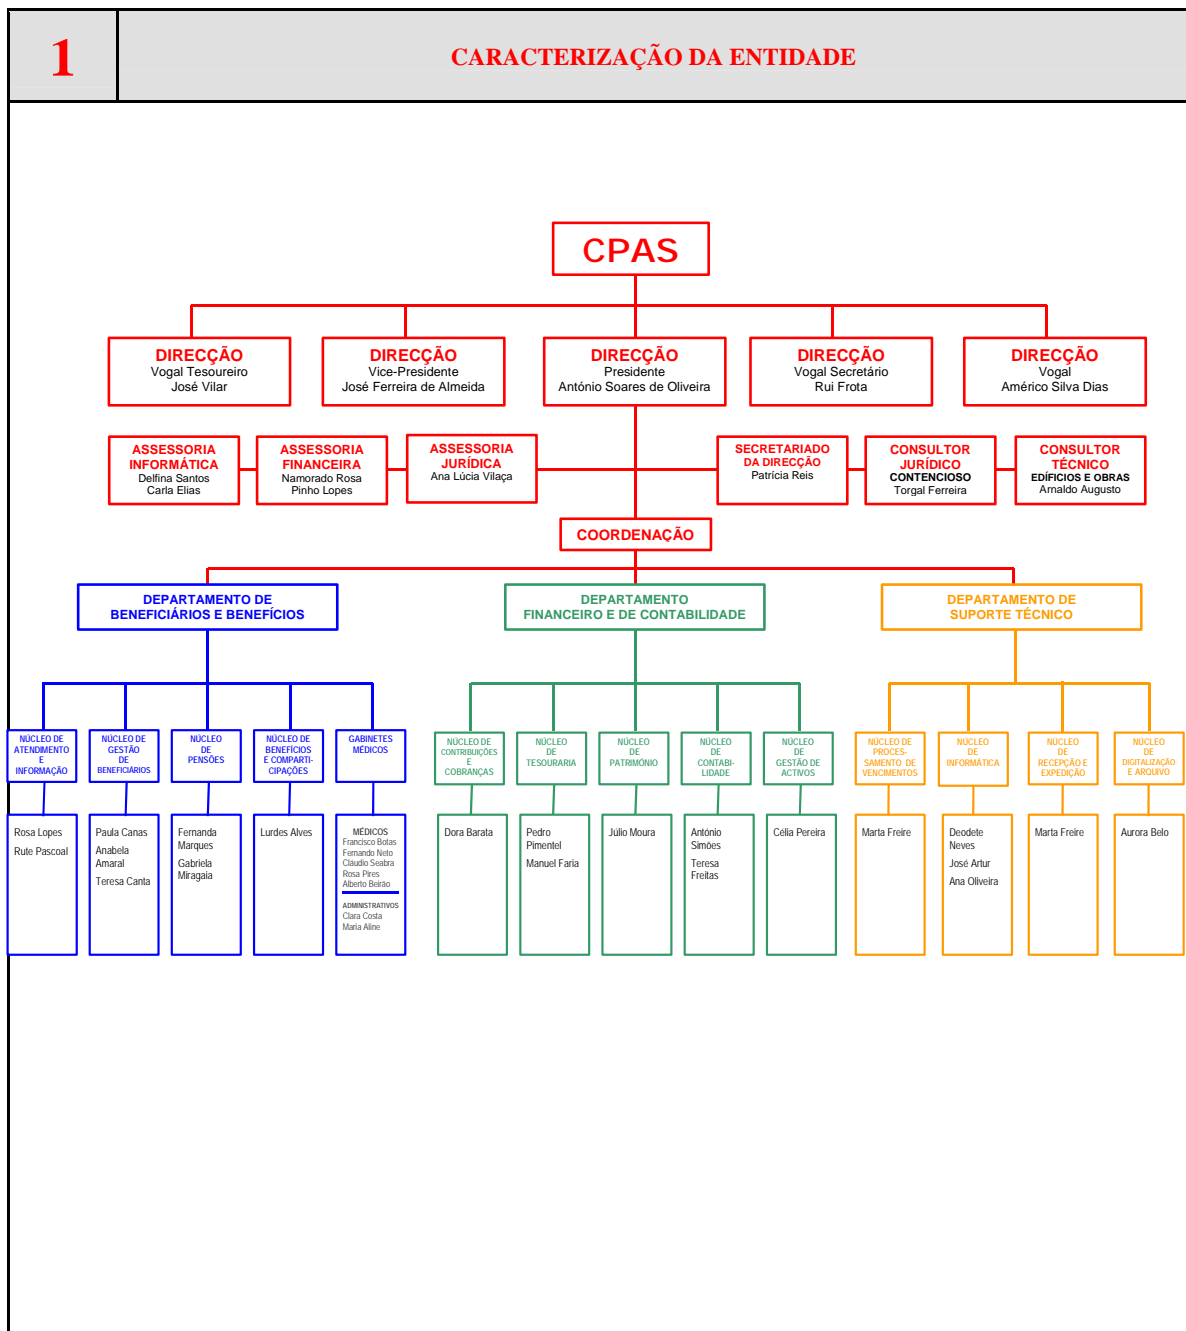 1
CARACTERIZAÇÃO DA ENTIDADE
CPAS
DIRECÇÃO
Vogal Tesoureiro
José Vilar
DIRECÇÃO
Vice-Presidente
José Ferreira de Almeida
DIRECÇÃO
Presidente
António Soares de Oliveira
DIRECÇÃO
Vogal Secretário
Rui Frota
DIRECÇÃO
Vogal
Américo Silva Dias
ASSESSORIA
INFORMÁTICA
Delfina Santos
Carla Elias
ASSESSORIA
FINANCEIRA
Namorado Rosa
Pinho Lopes
ASSESSORIA
JURÍDICA
Ana Lúcia Vilaça
SECRETARIADO
DA DIRECÇÃO
Patrícia Reis
CONSULTOR
JURÍDICO
CONTENCIOSO
Torgal Ferreira
CONSULTOR
TÉCNICO
EDÍFICIOS E OBRAS
Arnaldo Augusto
COORDENAÇÃO
DEPARTAMENTO DE
BENEFICIÁRIOS E BENEFÍCIOS
DEPARTAMENTO
FINANCEIRO E DE CONTABILIDADE
DEPARTAMENTO DE
SUPORTE TÉCNICO
NÚCLEO DE
ATENDIMENTO
E
INFORMAÇÃO
NÚCLEO DE
GESTÃO
DE
BENEFICIÁRIOS
NÚCLEO
DE
PENSÕES
NÚCLEO DE
BENEFÍCIOS
E COMPARTI-
CIPAÇÕES
GABINETES
MÉDICOS
NÚCLEO DE
CONTRIBUIÇÕES
E
COBRANÇAS
NÚCLEO
DE
TESOURARIA
NÚCLEO
DE
PATRIMÓNIO
NÚCLEO
DE
CONTABI-
LIDADE
NÚCLEO
DE
GESTÃO DE
ACTIVOS
NÚCLEO DE
PROCES-
SAMENTO DE
VENCIMENTOS
NÚCLEO
DE
INFORMÁTICA
NÚCLEO
DE
RECEPÇÃO E
EXPEDIÇÃO
NÚCLEO
DE
DIGITALIZAÇÃO
E ARQUIVO
Rosa Lopes
Rute Pascoal
Paula Canas
Anabela
Amaral
Teresa Canta
Fernanda
Marques
Gabriela
Miragaia
Lurdes Alves
MÉDICOS
Francisco Botas
Fernando Neto
Cláudio Seabra
Rosa Pires
Alberto Beirão
ADMINISTRATIVOS
Clara Costa
Maria Aline
Dora Barata
Pedro
Pimentel
Manuel Faria
Júlio Moura
António
Simões
Teresa
Freitas
Célia Pereira
Marta Freire
Deodete
Neves
José Artur
Ana Oliveira
Marta Freire
Aurora Belo